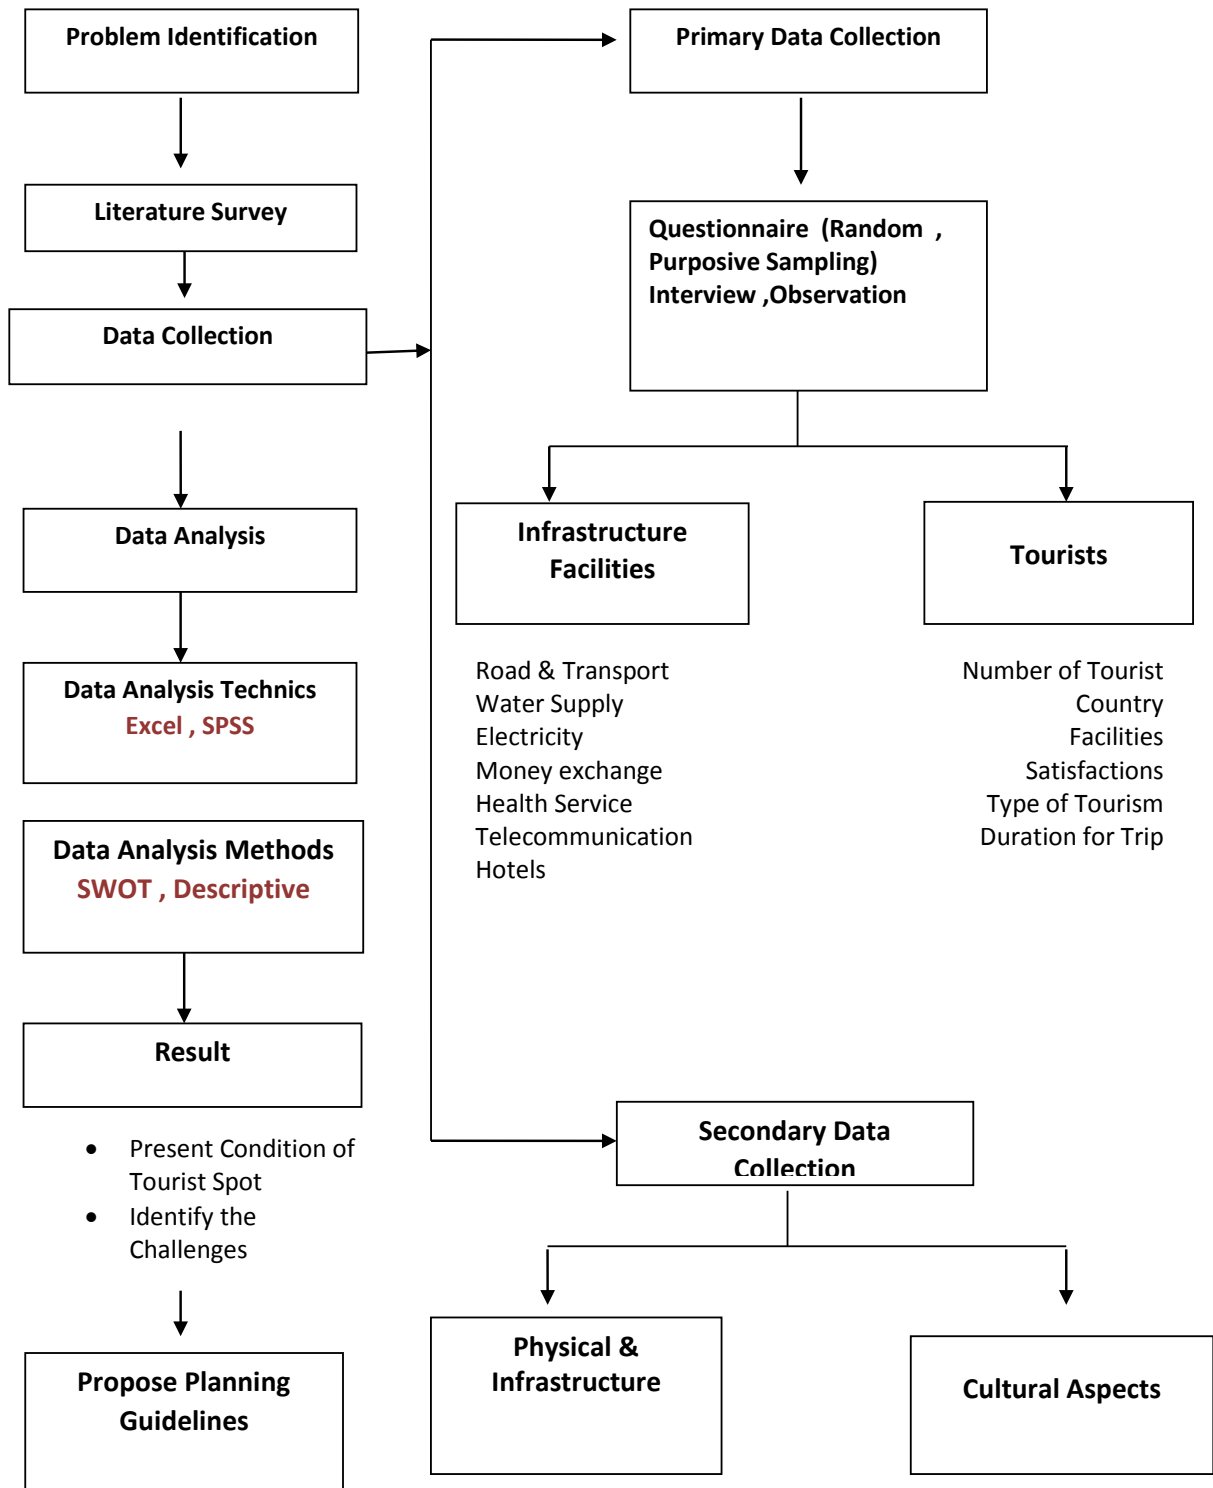 Problem Identification
Literature Survey
Data Collection
Data Analysis
Data Analysis Technics
Excel , SPSS
Data Analysis Methods
SWOT , Descriptive
Result
• Present Condition of
Tourist Spot
• Identify the
Challenges
Propose Planning
Guidelines
Primary Data Collection
Questionnaire (Random ,
Purposive Sampling)
Interview ,Observation
Infrastructure
Facilities
Road & Transport
Water Supply
Electricity
Money exchange
Health Service
Telecommunication
Hotels
Tourists
Number of Tourist
Country
Facilities
Satisfactions
Type of Tourism
Duration for Trip
Secondary Data
Collection
Physical &
Infrastructure
Cultural Aspects